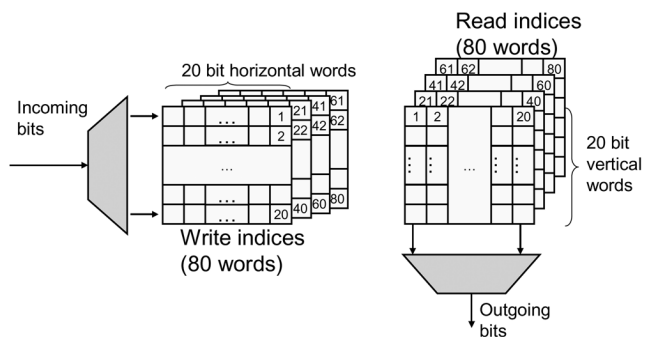 20 bit horizontal words
Incoming
bits
... 1 21 41 61
... 2 22 42 62
...
...
... 20 40 60 80
Write indices
(80 words)
Read indices
(80 words)
61 62 80
41 42 60
21 22 40
1 2 20
...
20 bit
vertical
words
Outgoing
bits